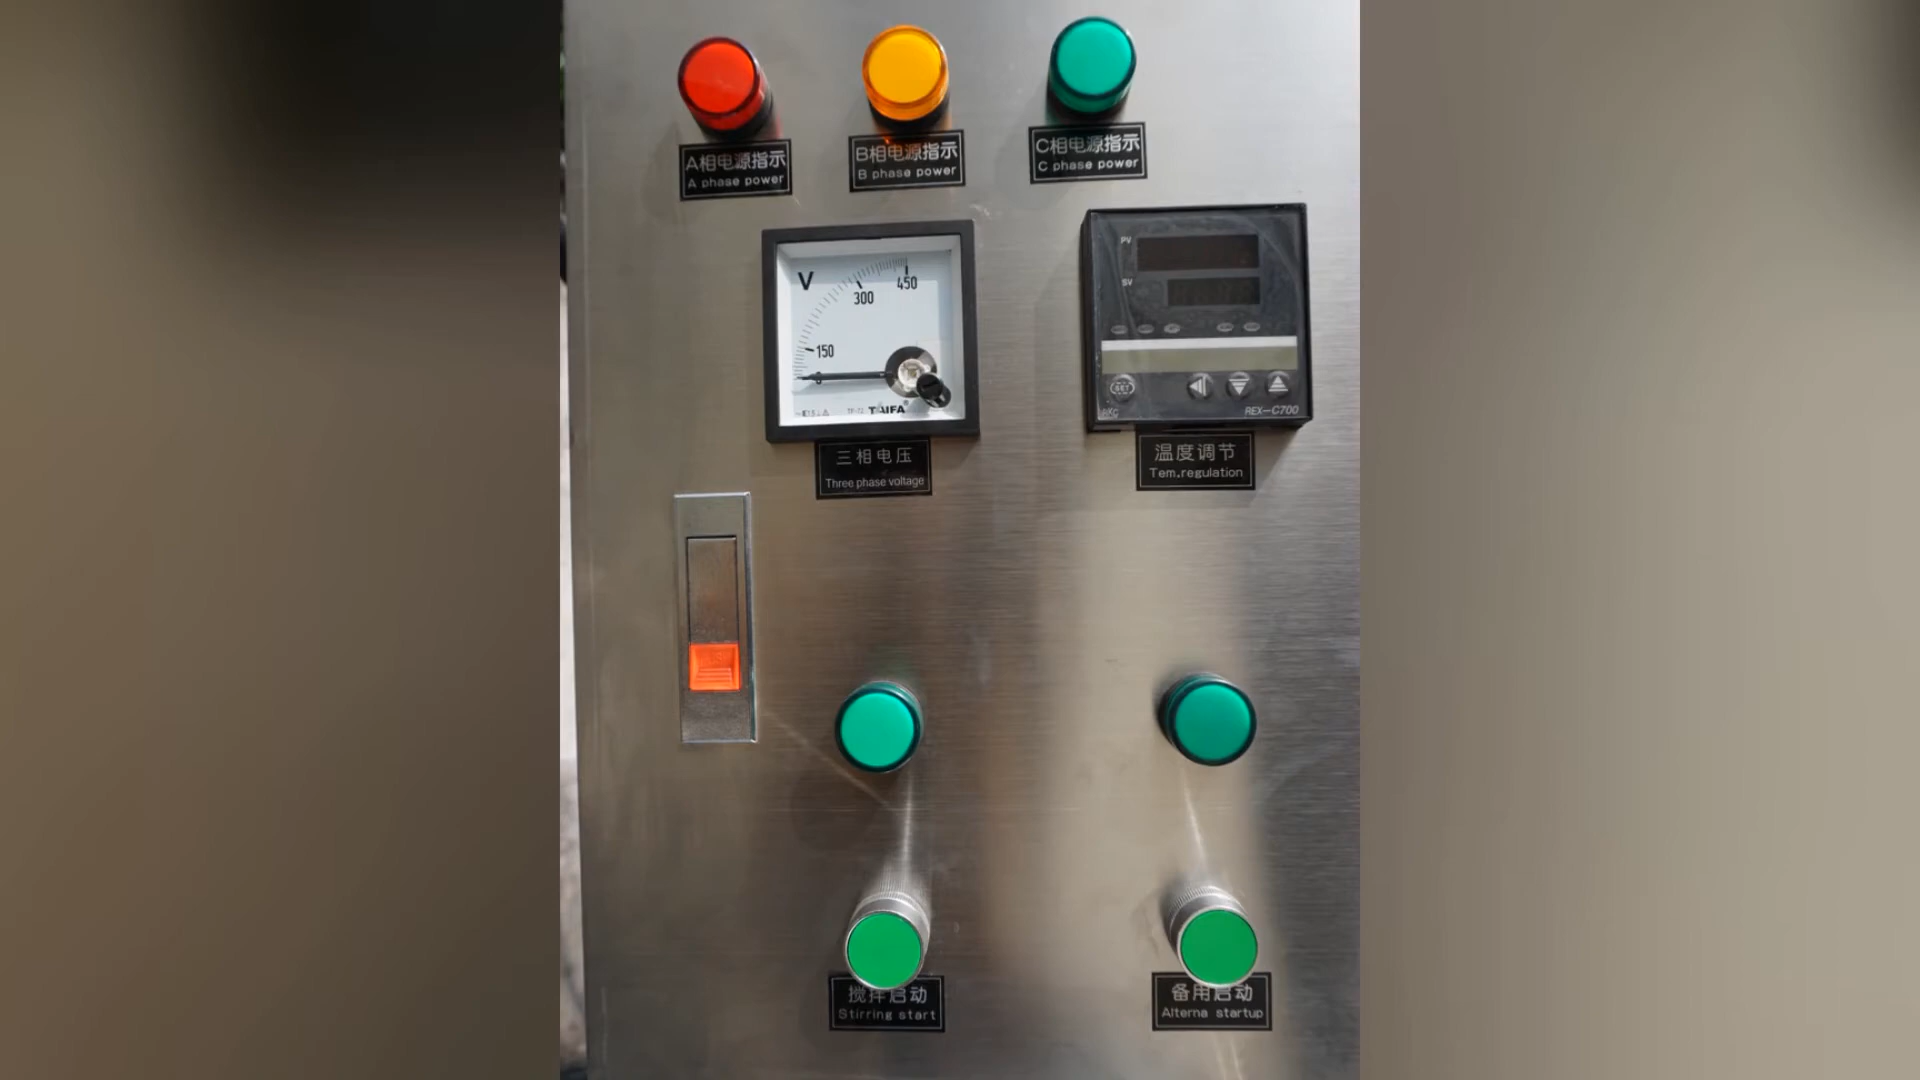 A相电源指示
A phase power
B相电源指示
B phase power
C相电源指示
C phase power
V
450
300
150
0
TAIFA
三相电压
Three phase voltage
PV
SV
SET
RKC
REX-C700
温度调节
Tem.regulation
搅拌启动
Stirring start
备用启动
Alterna startup